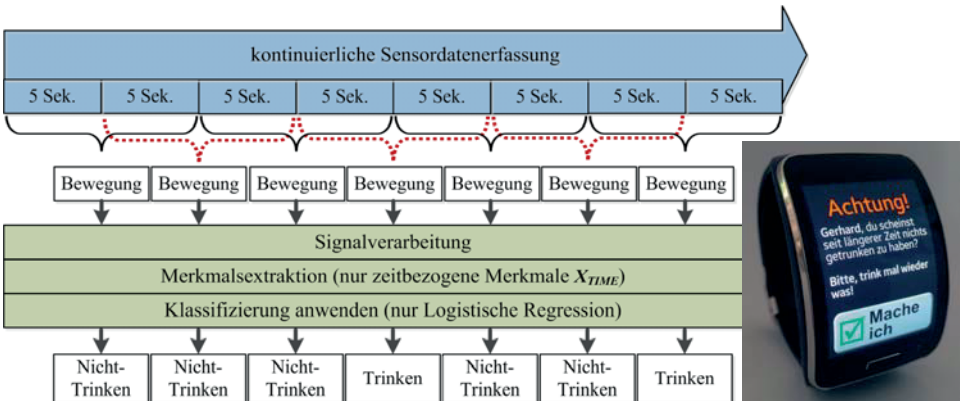 kontinuierliche Sensordatenerfassung
5 Sek. 5 Sek. 5 Sek. 5 Sek. 5 Sek. 5 Sek. 5 Sek. 5 Sek.
Bewegung Bewegung Bewegung Bewegung Bewegung Bewegung Bewegung
Signalverarbeitung
Merkmalsextraktion (nur zeitbezogene Merkmale X_TIME)
Klassifizierung anwenden (nur Logistische Regression)
Nicht- Nicht- Nicht- Trinken Nicht- Nicht- Trinken
Trinken Trinken Trinken Trinken Trinken
Achtung!
Gerhard, du scheinst
seit längerer Zeit nichts
getrunken zu haben?
Bitte, trink mal wieder
was!
Mache
ich